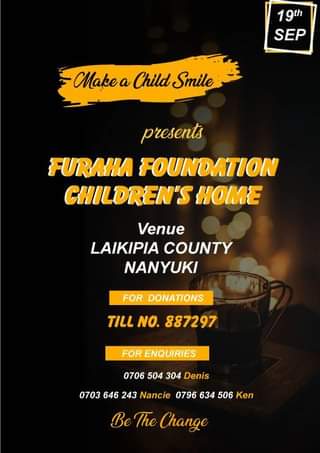 19th
SEP
Make a Child Smile
presents
FURAHA FOUNDATION
CHILDREN'S HOME
Venue
LAIKIPIA COUNTY
NANYUKI
FOR DONATIONS
TILL NO. 887297
FOR ENQUIRIES
0706 504 304 Denis
0703 646 243 Nancie 0796 634 506 Ken
Be The Change